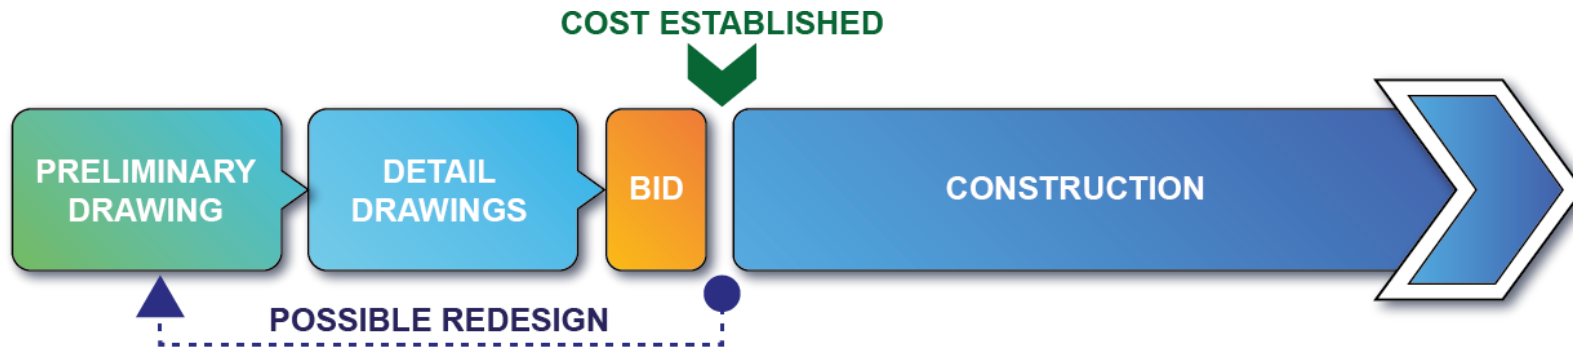 COST ESTABLISHED
PRELIMINARY
DRAWING
DETAIL
DRAWINGS
BID
CONSTRUCTION
POSSIBLE REDESIGN